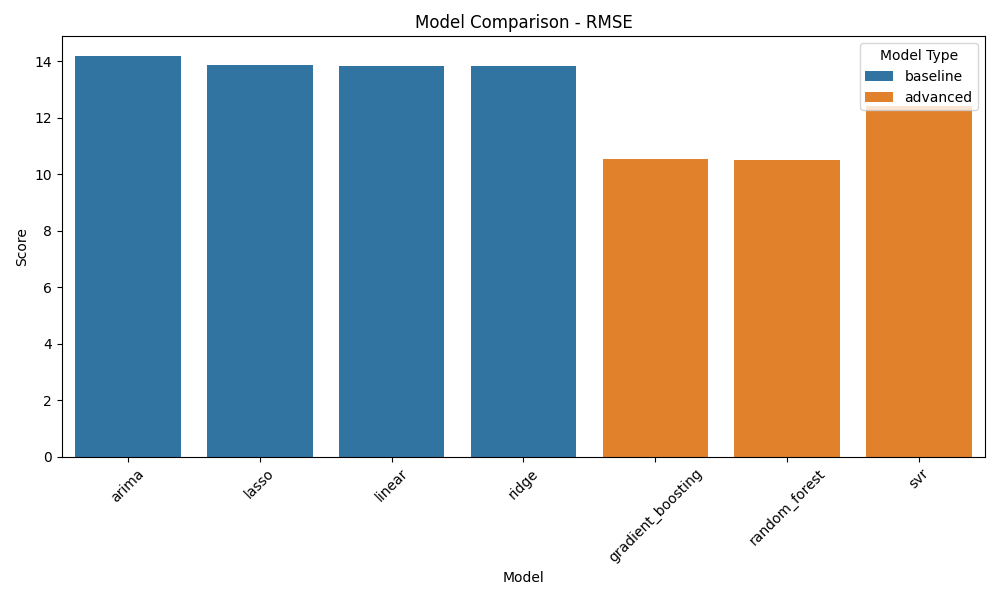 Model Comparison - RMSE
Model Type
baseline
advanced
14
12
10
8
6
4
2
0
Score
arima
lasso
linear
ridge
gradient_boosting
random_forest
svr
Model